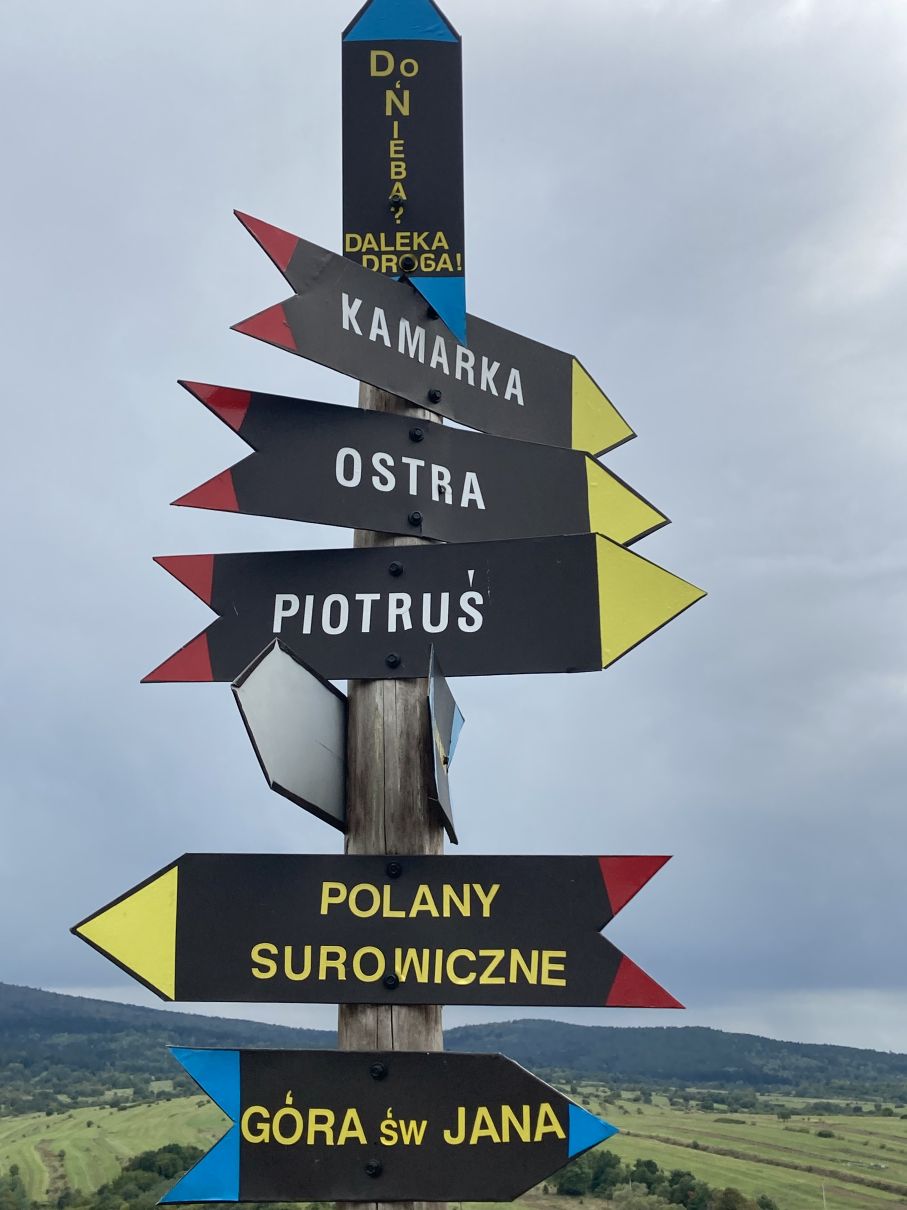 Do
Nieba?
DALEKA
DROGA!
KAMARKA
OSTRA
PIOTRUŚ
POLANY
SUROWICZNE
GÓRA św JANA